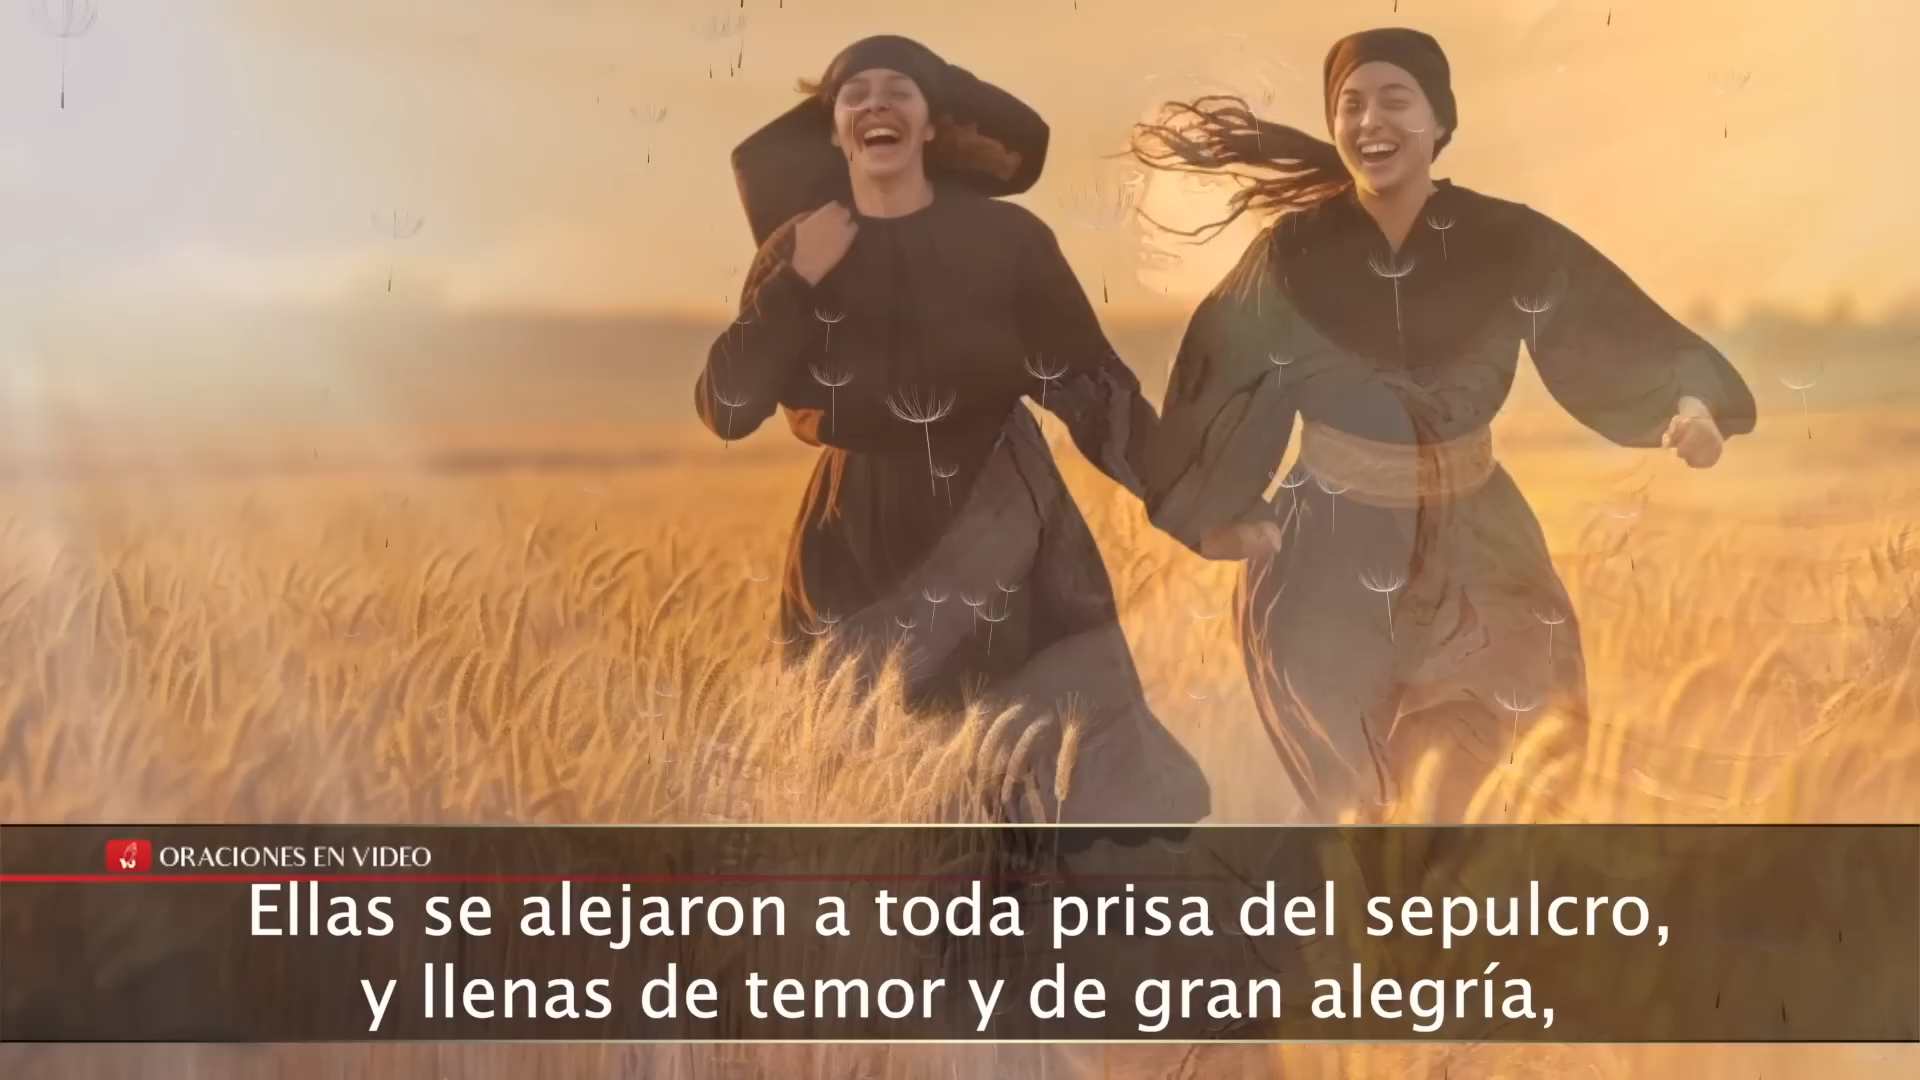 ORACIONES EN VIDEO
Ellas se alejaron a toda prisa del sepulcro,
y llenas de temor y de gran alegría,